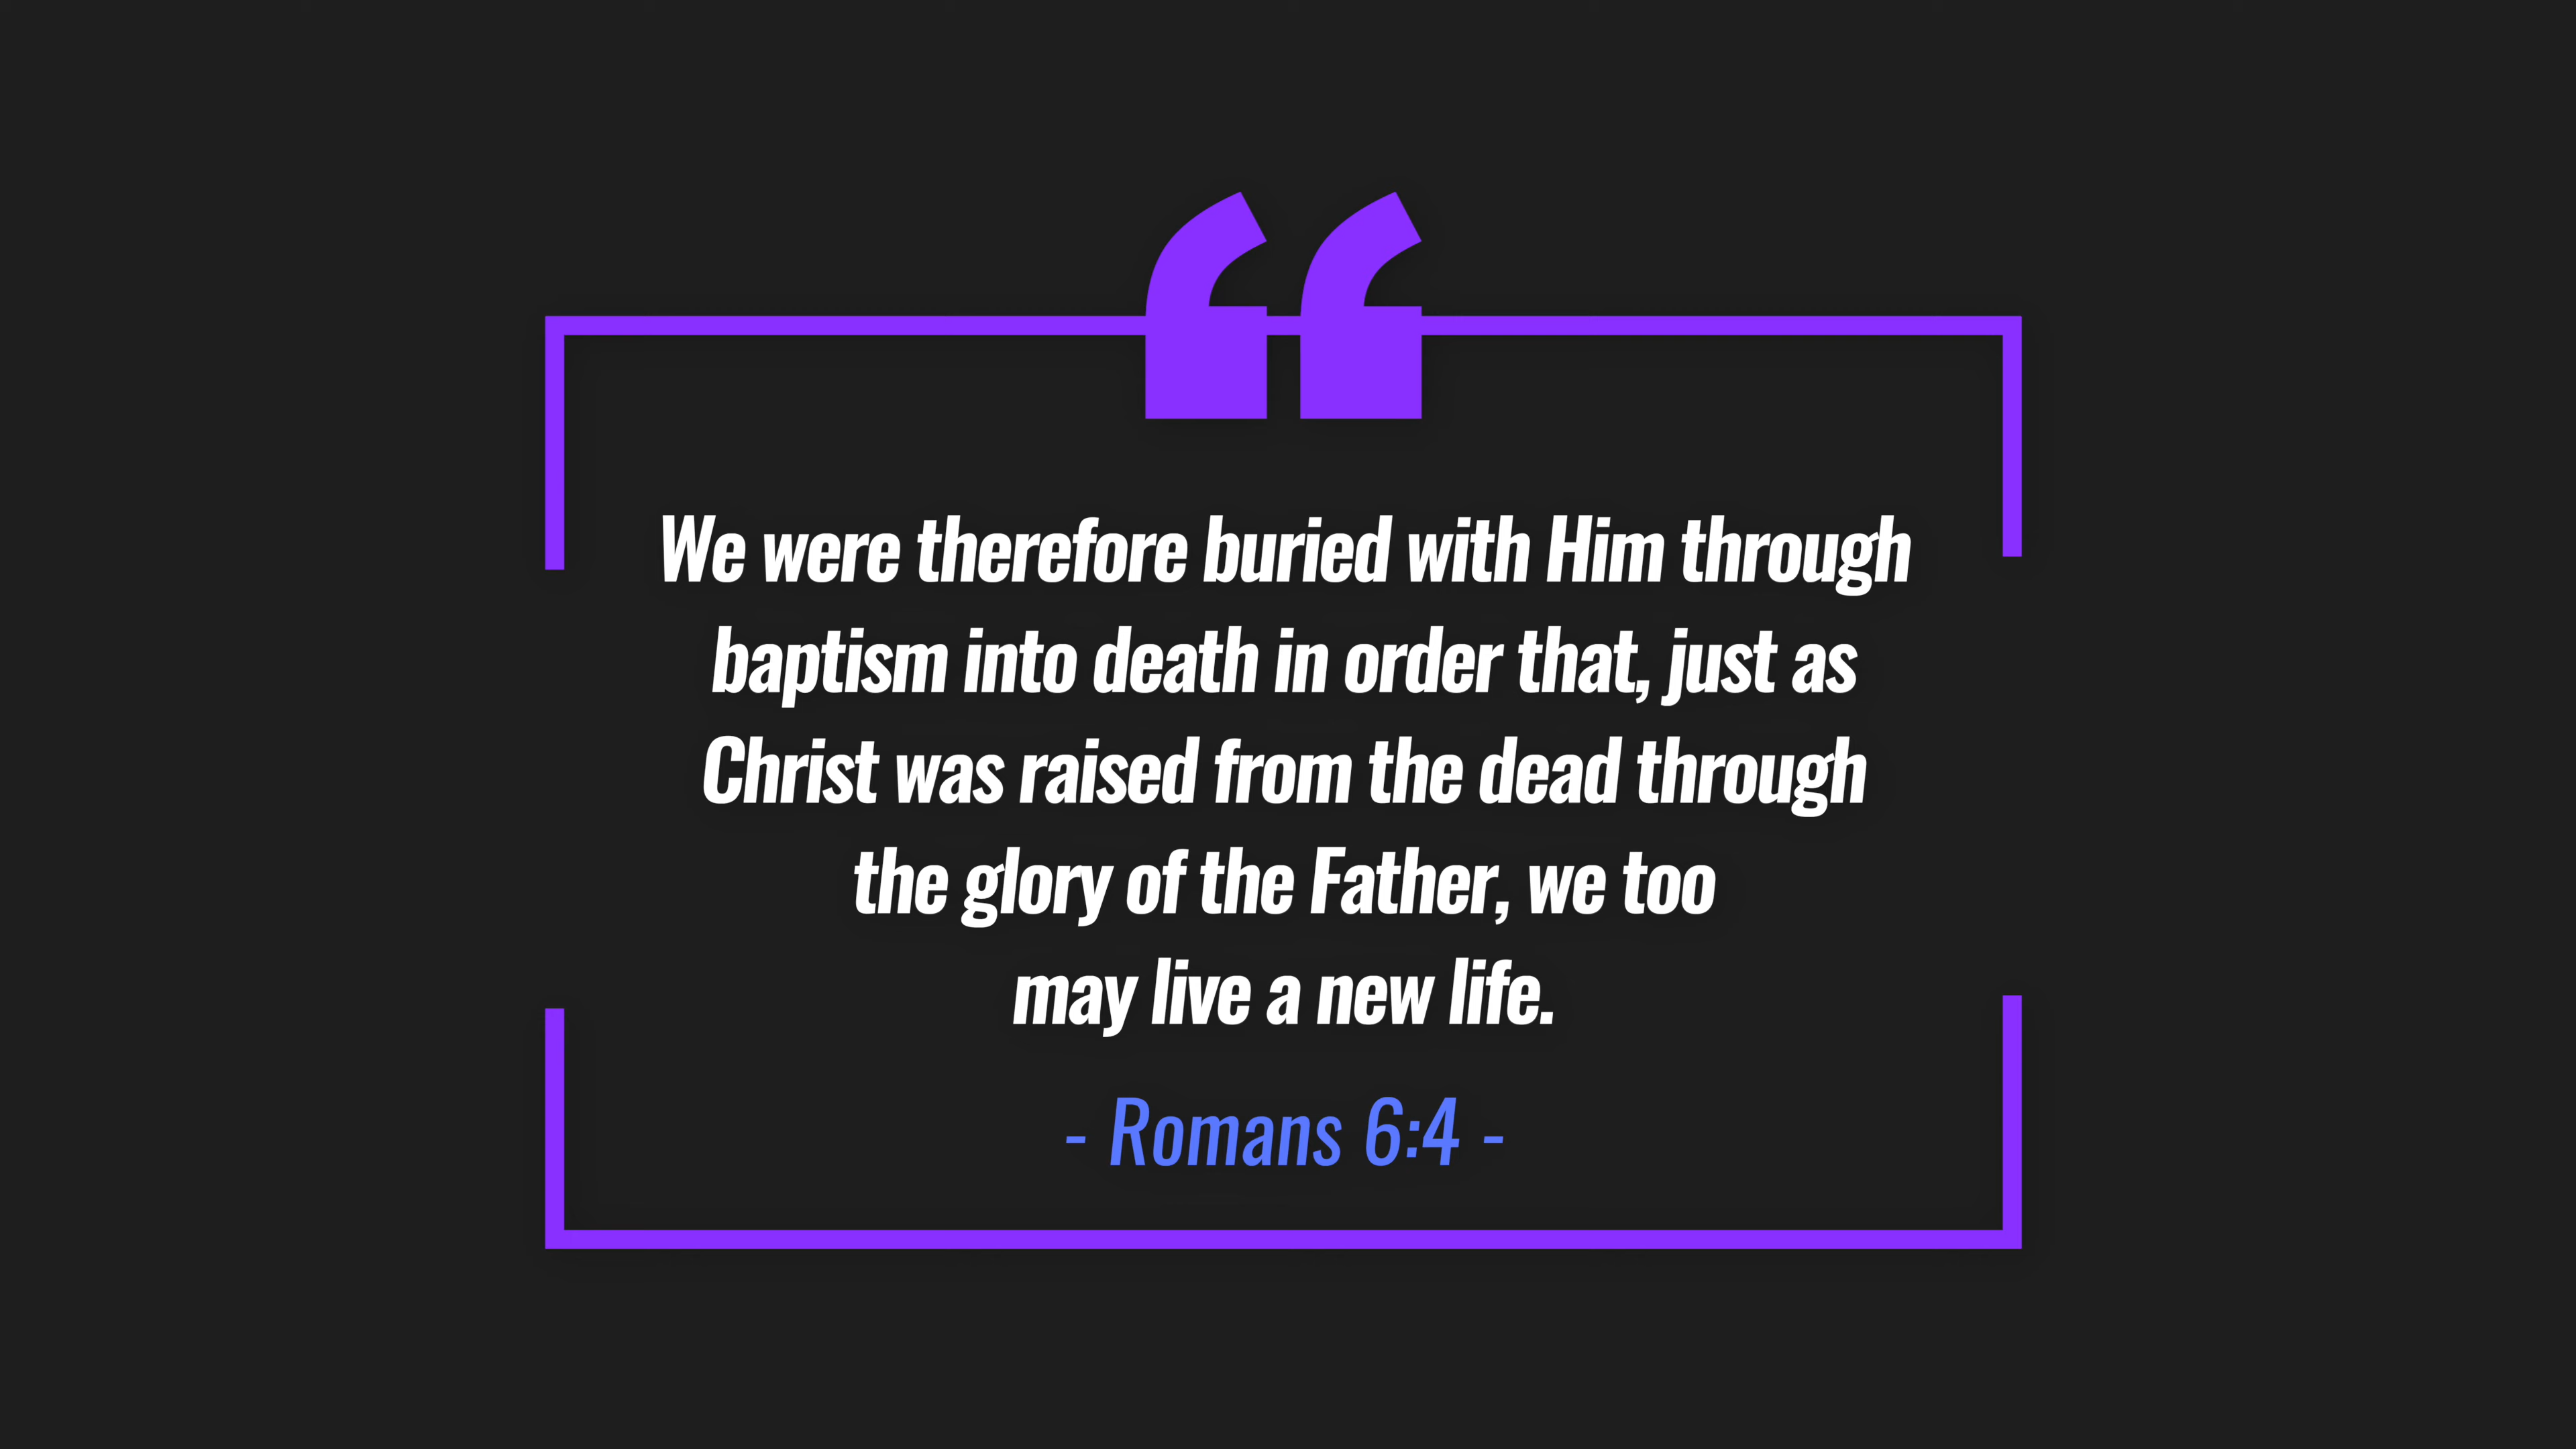 We were therefore buried with Him through
baptism into death in order that, just as
Christ was raised from the dead through
the glory of the Father, we too
may live a new life.
- Romans 6:4 -